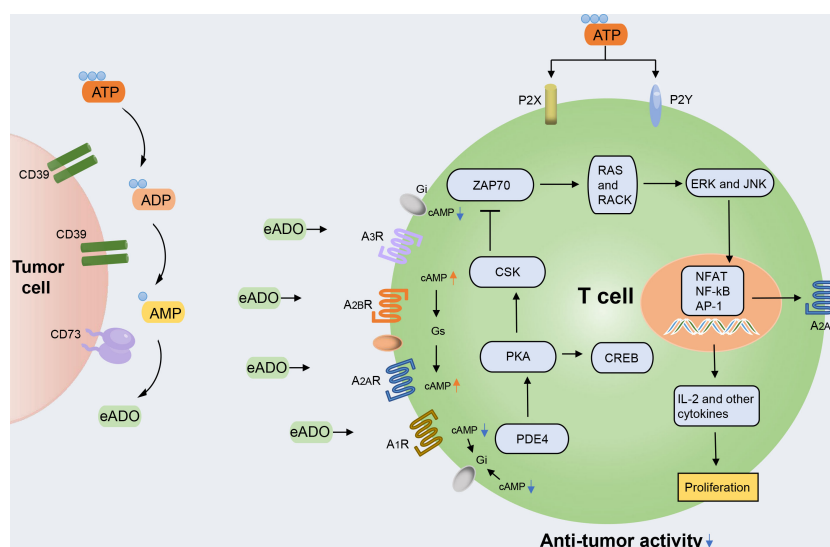 ATP
CD39
ADP
CD39
Tumor
cell
AMP
CD73
eADO
eADO
eADO
eADO
eADO
A3R
A2BR
A2AR
A1R
Gi
cAMP
cAMP
Gs
cAMP
cAMP
Gi
cAMP
ATP
P2X
P2Y
ZAP70
RAS
and
RACK
ERK and JNK
CSK
PKA
CREB
PDE4
T cell
NFAT
NF-kB
AP-1
A2A
IL-2 and other
cytokines
Proliferation
Anti-tumor activity